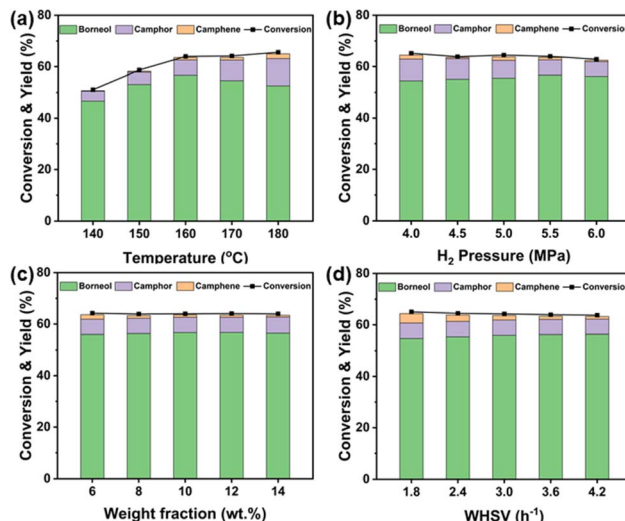 (a)
Borneol Camphor Camphene Conversion
Conversion & Yield (%)
80
60
40
20
0
140 150 160 170 180
Temperature (°C)
(b)
Borneol Camphor Camphene Conversion
Conversion & Yield (%)
80
60
40
20
0
4.0 4.5 5.0 5.5 6.0
H₂ Pressure (MPa)
(c)
Borneol Camphor Camphene Conversion
Conversion & Yield (%)
80
60
40
20
0
6 8 10 12 14
Weight fraction (wt.%)
(d)
Borneol Camphor Camphene Conversion
Conversion & Yield (%)
80
60
40
20
0
1.8 2.4 3.0 3.6 4.2
WHSV (h⁻¹)